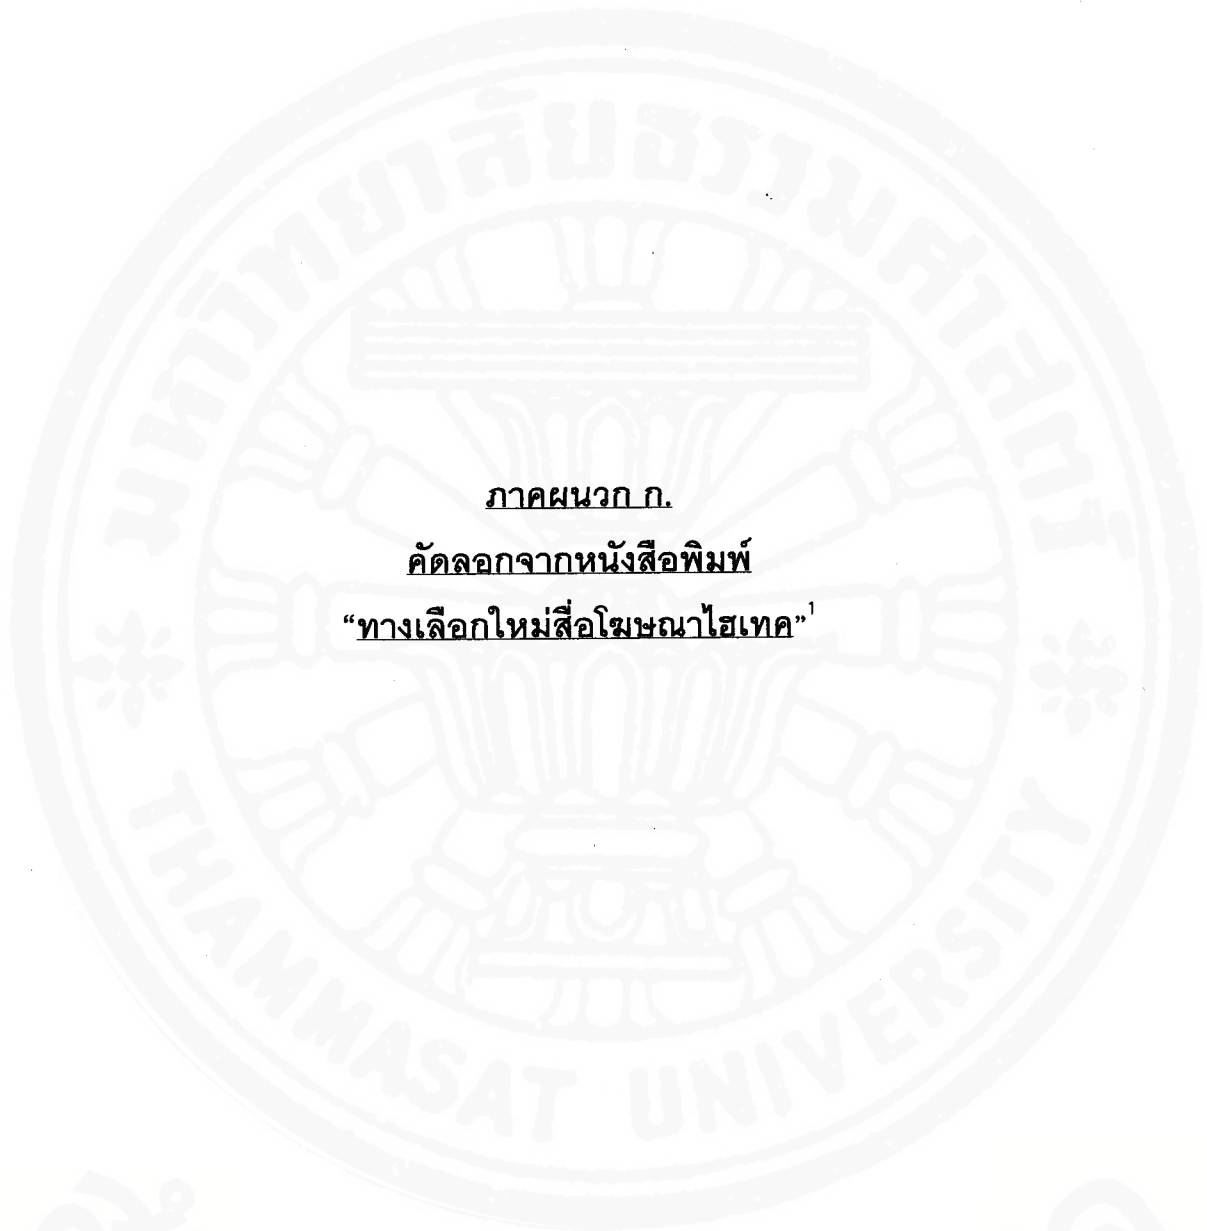 มหาวิทยาลัยธรรมศาสตร์
ภาคผนวก ก.
คัดลอกจากหนังสือพิมพ์
“ทางเลือกใหม่สื่อโฆษณาไฮเทค”¹
THAMMASAT UNIVERSITY